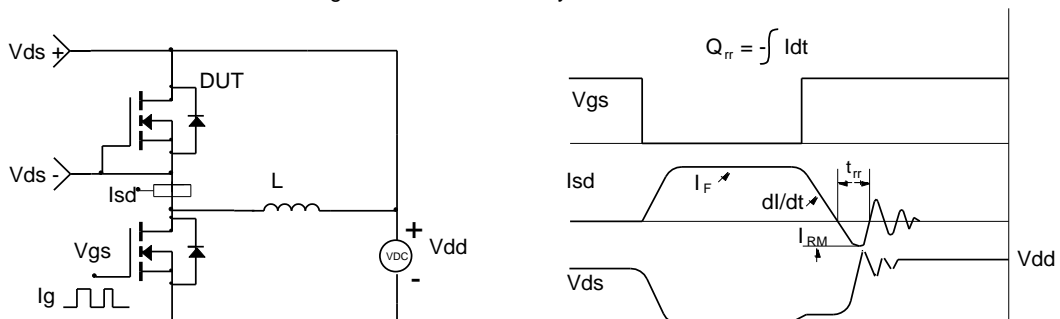 Vds +
DUT
Vds -
Isd
L
Vgs
Ig
+
VDC
-
Vdd
Qrr = -∫ Idt
Vgs
Isd
IF
dI/dt
trr
IRM
Vds
Vdd